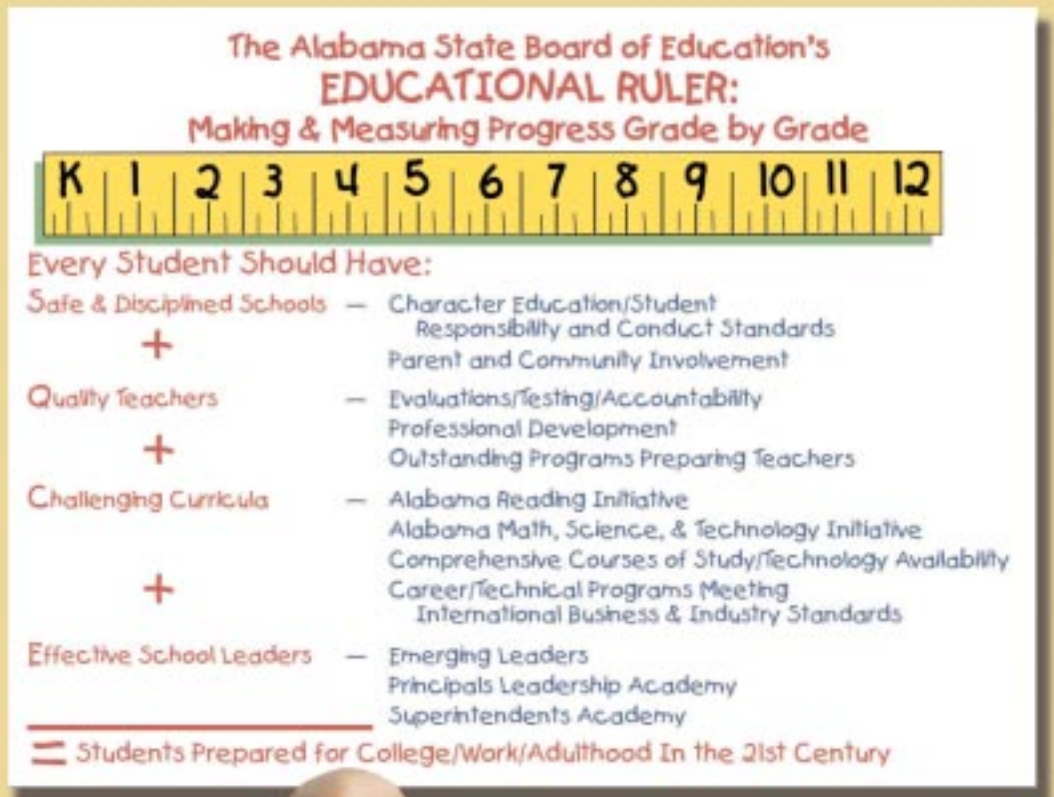 The Alabama State Board of Education's
EDUCATIONAL RULER:
Making & Measuring Progress Grade by Grade
K 1 2 3 4 5 6 7 8 9 10 11 12
Every Student Should Have:
Safe & Disciplined Schools — Character Education/Student
Responsibility and Conduct Standards
+
Parent and Community Involvement
Quality Teachers — Evaluations/Testing/Accountability
Professional Development
+
Outstanding Programs Preparing Teachers
Challenging Curricula — Alabama Reading Initiative
Alabama Math, Science, & Technology Initiative
Comprehensive Courses of Study/Technology Availability
+ Career/Technical Programs Meeting
International Business & Industry Standards
Effective School Leaders — Emerging Leaders
Principals Leadership Academy
Superintendents Academy
= Students Prepared for College/Work/Adulthood In the 21st Century